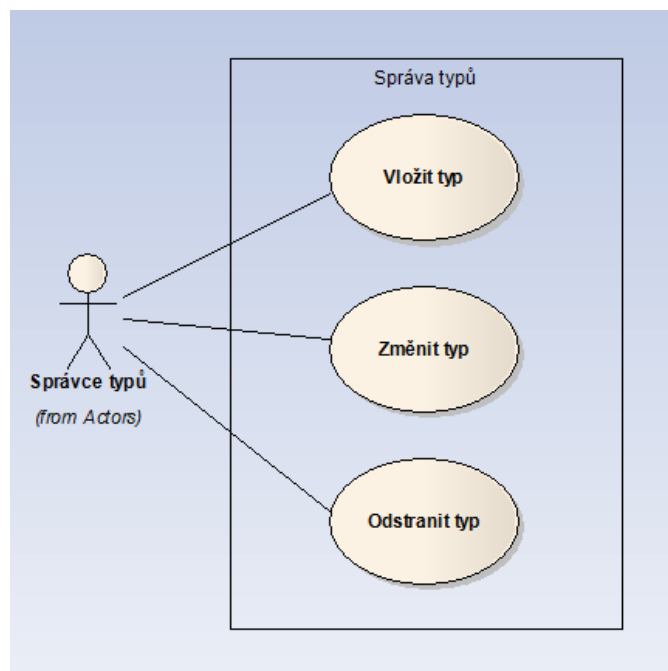 Správa typů
Vložit typ
Změnit typ
Správce typů
(from Actors)
Odstranit typ